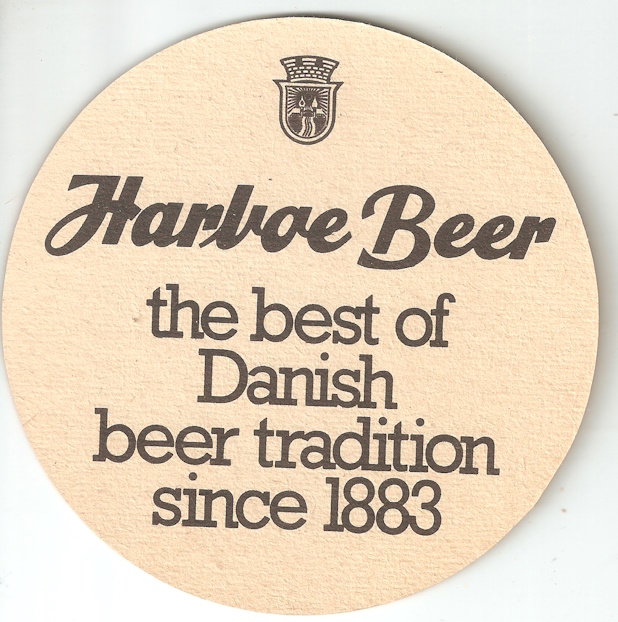 Harboe Beer
the best of
Danish
beer tradition
since 1883